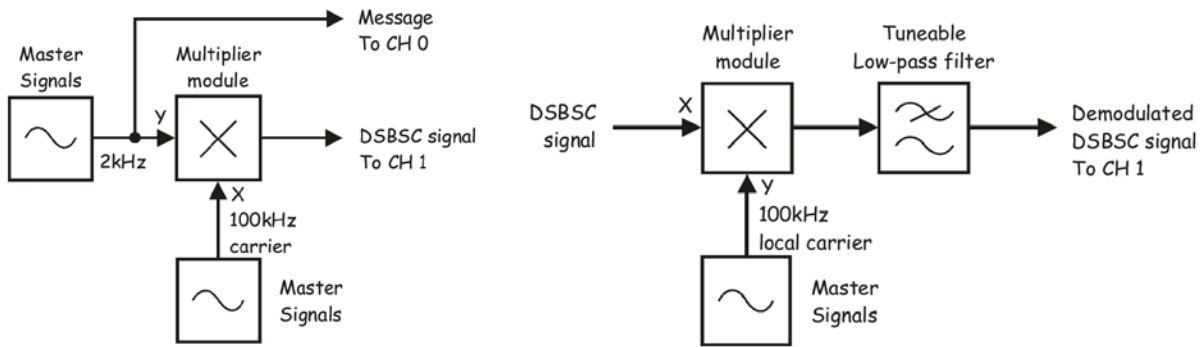 Message
To CH 0
Master
Signals
Multiplier
module
Y
2kHz
DSBSC signal
To CH 1
X
100kHz
carrier
Master
Signals
Multiplier
module
Tuneable
Low-pass filter
DSBSC
signal
X
Demodulated
DSBSC signal
To CH 1
Y
100kHz
local carrier
Master
Signals